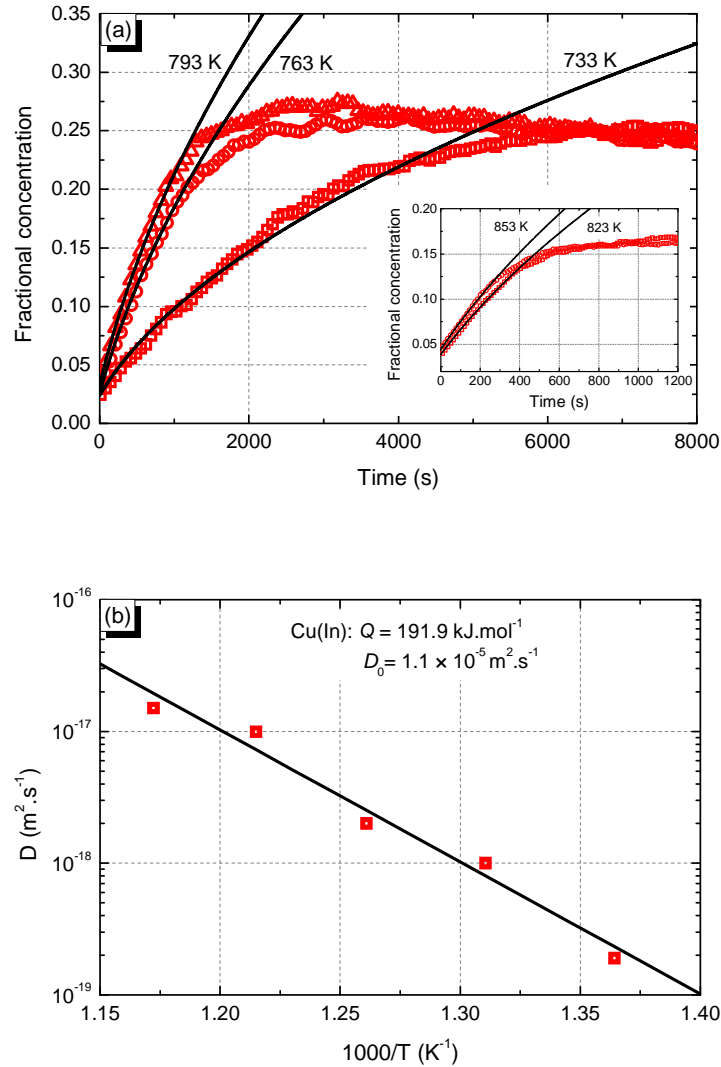 (a)
0.35
0.30
0.25
0.20
0.15
0.10
0.05
0.00
Fractional concentration
793 K
763 K
733 K
0 2000 4000 6000 8000
Time (s)
0.20
0.15
0.10
0.05
Fractional concentration
853 K
823 K
0 200 400 600 800 1000 1200
Time (s)
(b)
10⁻¹⁶
10⁻¹⁷
10⁻¹⁸
10⁻¹⁹
D (m².s⁻¹)
Cu(In): Q = 191.9 kJ.mol⁻¹
D₀= 1.1 × 10⁻⁵ m².s⁻¹
1.15 1.20 1.25 1.30 1.35 1.40
1000/T (K⁻¹)